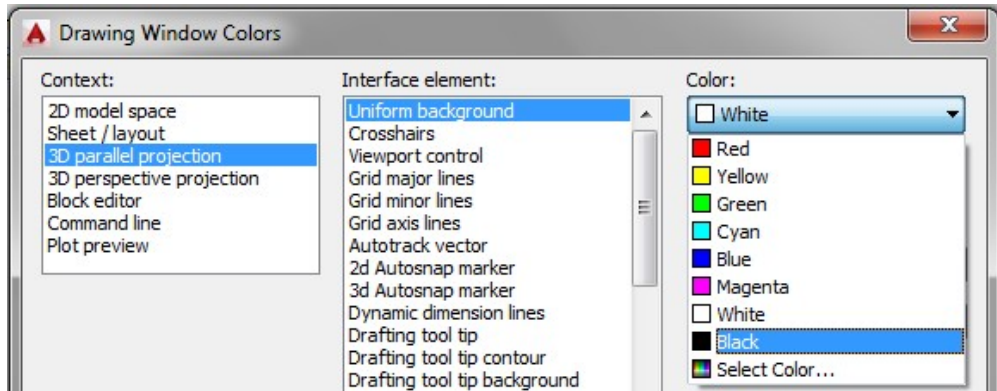 Drawing Window Colors
Context:
2D model space
Sheet / layout
3D parallel projection
3D perspective projection
Block editor
Command line
Plot preview
Interface element:
Uniform background
Crosshairs
Viewport control
Grid major lines
Grid minor lines
Grid axis lines
Autotrack vector
2d Autosnap marker
3d Autosnap marker
Dynamic dimension lines
Drafting tool tip
Drafting tool tip contour
Drafting tool tip background
Color:
White
Red
Yellow
Green
Cyan
Blue
Magenta
White
Black
Select Color...